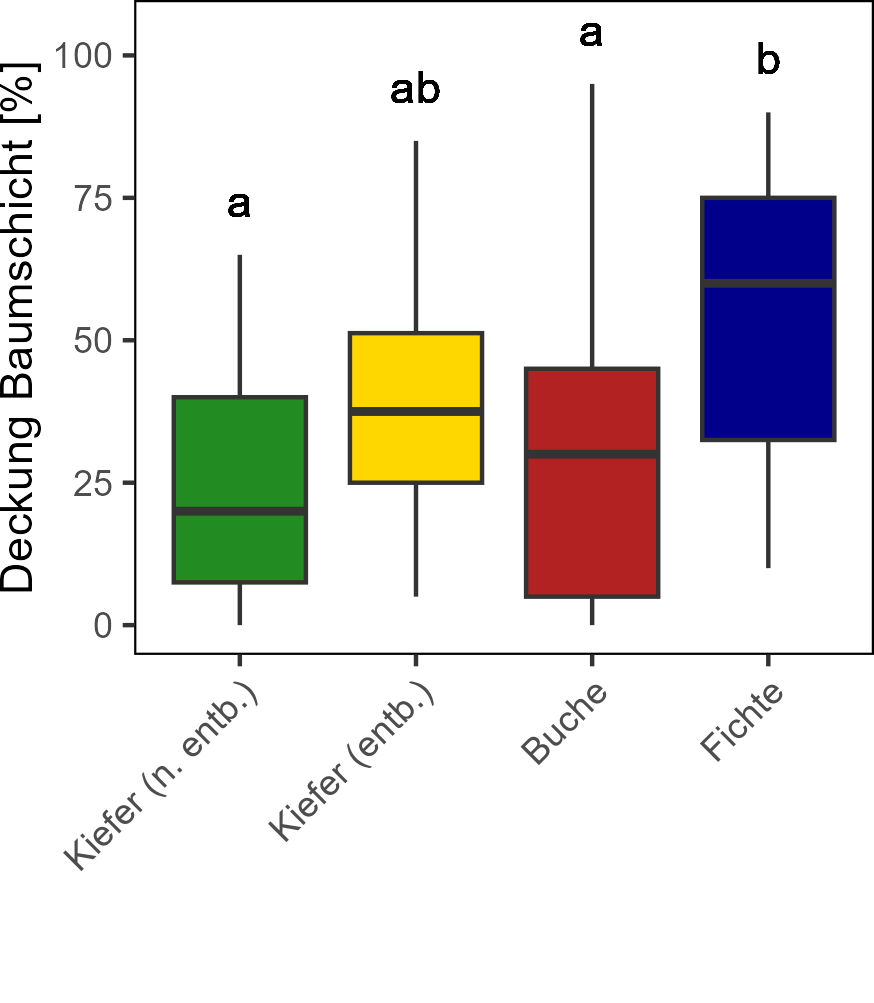 Deckung Baumschicht [%]
100
75
50
25
0
a
ab
a
b
Kiefer (n. entb.)
Kiefer (entb.)
Buche
Fichte